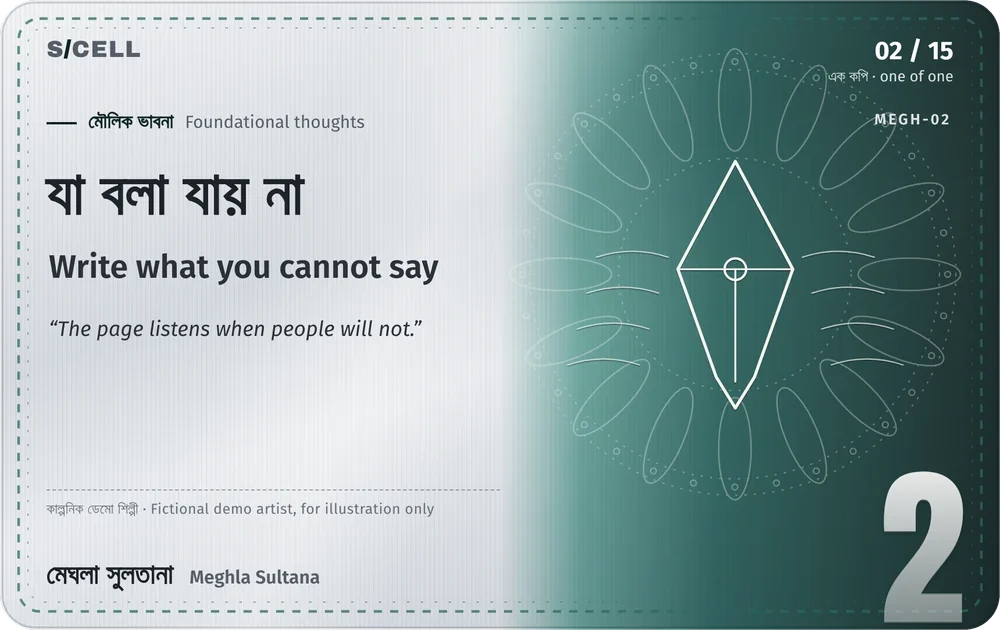 S/CELL
02 / 15
এক কপি · one of one
MEGH-02
মৌলিক ভাবনা Foundational thoughts
যা বলা যায় না
Write what you cannot say
“The page listens when people will not.”
কাল্পনিক ডেমো শিল্পী · Fictional demo artist, for illustration only
মেঘলা সুলতানা Meghla Sultana
2